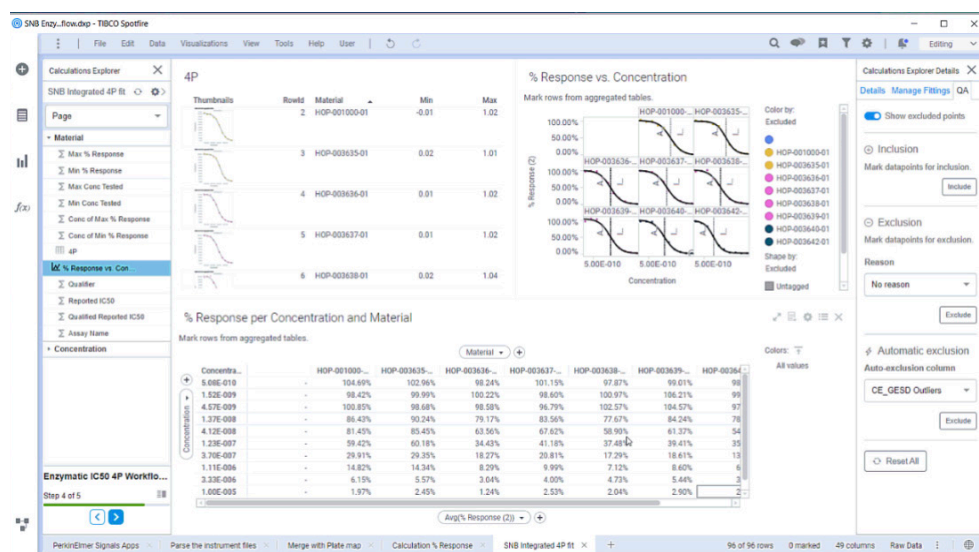 SNB Enzy...flow.dxp - TIBCO Spotfire
File Edit Data Visualizations View Tools Help User
Editing
Calculations Explorer
SNB Integrated 4P fit
Page
Material
Max % Response
Min % Response
Max Conc Tested
Min Conc Tested
Conc of Max % Response
Conc of Min % Response
4P
% Response vs. Con...
Qualifier
Reported IC50
Qualified Reported IC50
Assay Name
Concentration
Enzymatic IC50 4P Workflo...
Step 4 of 5
4P
Thumbnails RowId Material Min Max
2 HOP-001000-01 -0.01 1.02
3 HOP-003635-01 0.02 1.01
4 HOP-003636-01 0.01 1.02
5 HOP-003637-01 0.01 1.02
6 HOP-003638-01 0.02 1.04
% Response vs. Concentration
Mark rows from aggregated tables.
HOP-001000-... HOP-003635-...
100.00%
50.00%
0.00%
HOP-003636-... HOP-003637-... HOP-003638-...
100.00%
50.00%
0.00%
HOP-003639-... HOP-003640-... HOP-003642-...
100.00%
50.00%
0.00%
% Response (2)
5.00E-010 5.00E-010 5.00E-010
Concentration
Color by:
Excluded
HOP-001000-01
HOP-003635-01
HOP-003636-01
HOP-003637-01
HOP-003638-01
HOP-003639-01
HOP-003640-01
HOP-003642-01
Shape by:
Excluded
Untagged
% Response per Concentration and Material
Mark rows from aggregated tables.
Material
Concentra... HOP-001000-... HOP-003635-... HOP-003636-... HOP-003637-... HOP-003638-... HOP-003639-... HOP-00364
5.08E-010 - 104.69% 102.96% 98.24% 101.15% 97.87% 99.01% 98
1.52E-009 - 98.42% 99.99% 100.22% 98.60% 100.97% 106.21% 99
4.57E-009 - 100.85% 98.68% 98.58% 96.79% 102.57% 104.57% 97
1.37E-008 - 86.43% 90.24% 79.17% 83.56% 77.67% 84.24% 78
4.12E-008 - 81.45% 85.45% 63.56% 67.62% 58.90% 61.37% 54
1.23E-007 - 59.42% 60.18% 34.43% 41.18% 37.48% 39.41% 35
3.70E-007 - 29.91% 29.35% 18.27% 20.81% 17.29% 18.61% 13
1.11E-006 - 14.82% 14.34% 8.29% 9.99% 7.12% 8.60% 6
3.33E-006 - 6.15% 5.57% 3.04% 4.00% 4.73% 5.44% 3
1.00E-005 - 1.97% 2.45% 1.24% 2.53% 2.04% 2.90% 2
Concentration
Avg(% Response (2))
Colors:
All values
Calculations Explorer Details
Details Manage Fittings QA
Show excluded points
Inclusion
Mark datapoints for inclusion.
Include
Exclusion
Mark datapoints for exclusion.
Reason
No reason
Exclude
Automatic exclusion
Auto-exclusion column
CE_GESD Outliers
Exclude
Reset All
PerkinElmer Signals Apps Parse the instrument files Merge with Plate map Calculation % Response SNB Integrated 4P fit
96 of 96 rows 0 marked 49 columns Raw Data